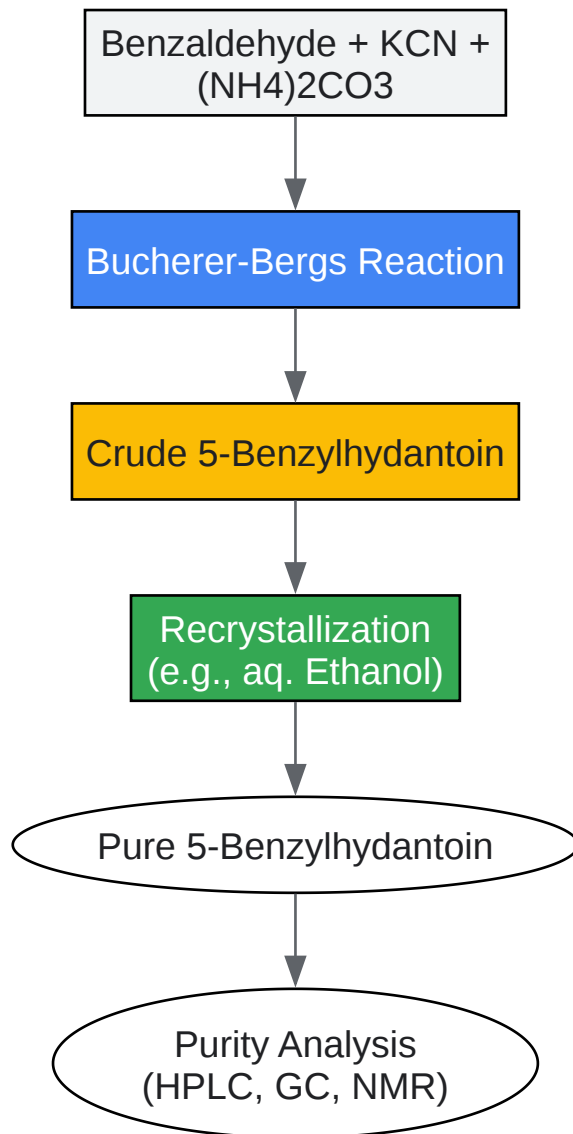 Benzaldehyde + KCN +
(NH4)2CO3
Bucherer-Bergs Reaction
Crude 5-Benzylhydantoin
Recrystallization
(e.g., aq. Ethanol)
Pure 5-Benzylhydantoin
Purity Analysis
(HPLC, GC, NMR)